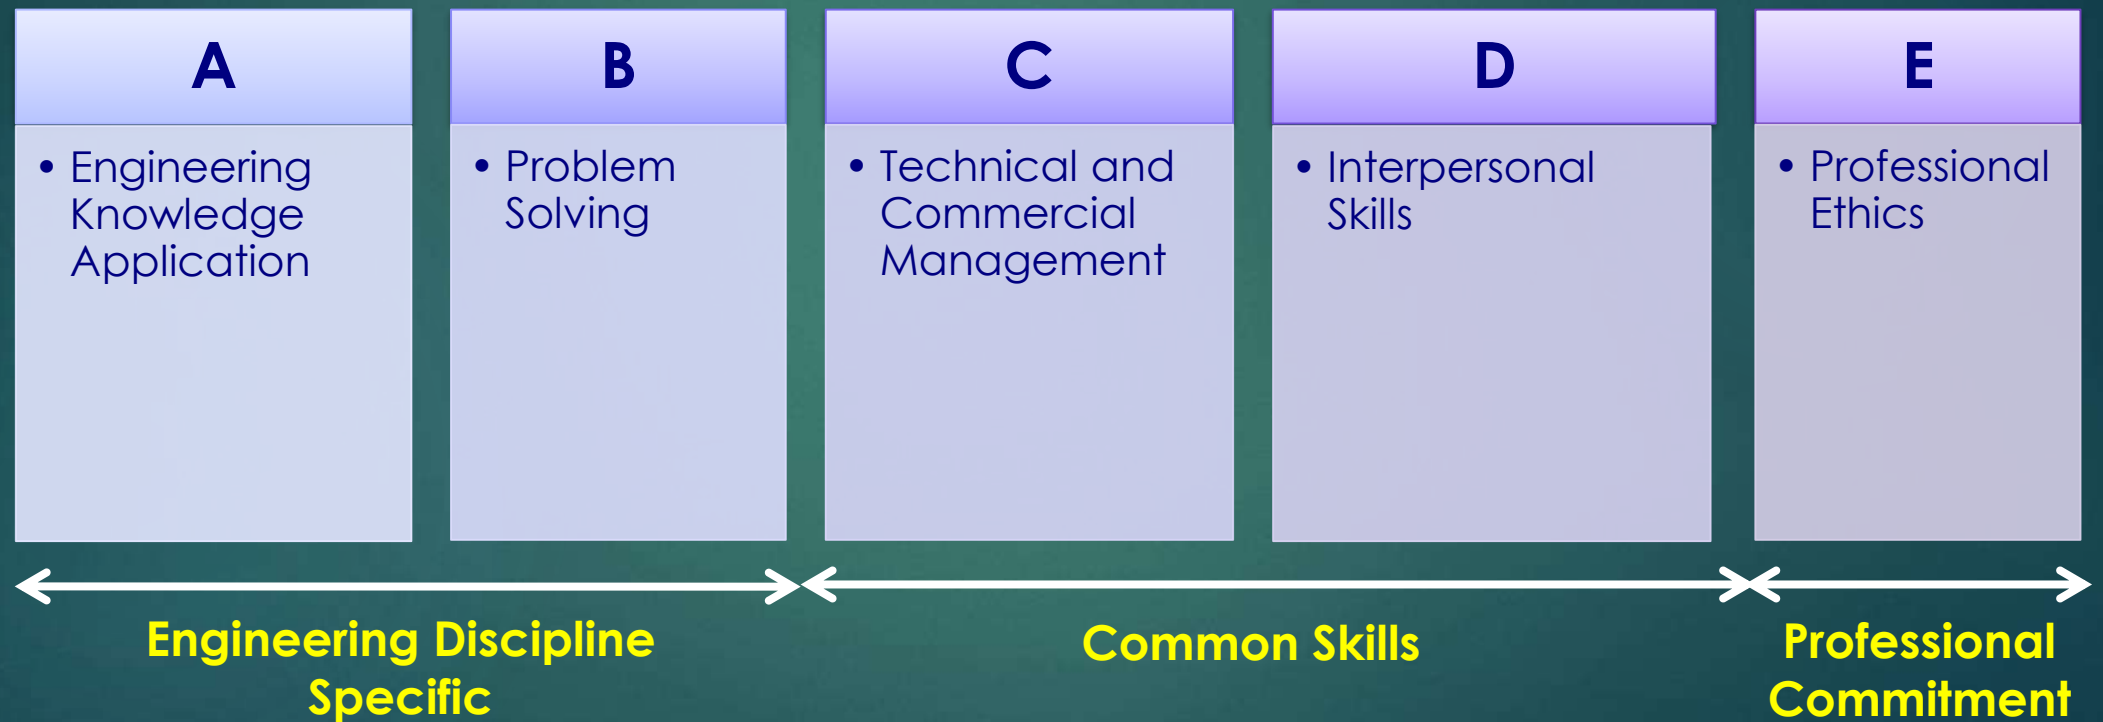 A
• Engineering
Knowledge
Application
B
• Problem
Solving
C
• Technical and
Commercial
Management
D
• Interpersonal
Skills
E
• Professional
Ethics
Engineering Discipline
Specific
Common Skills
Professional
Commitment